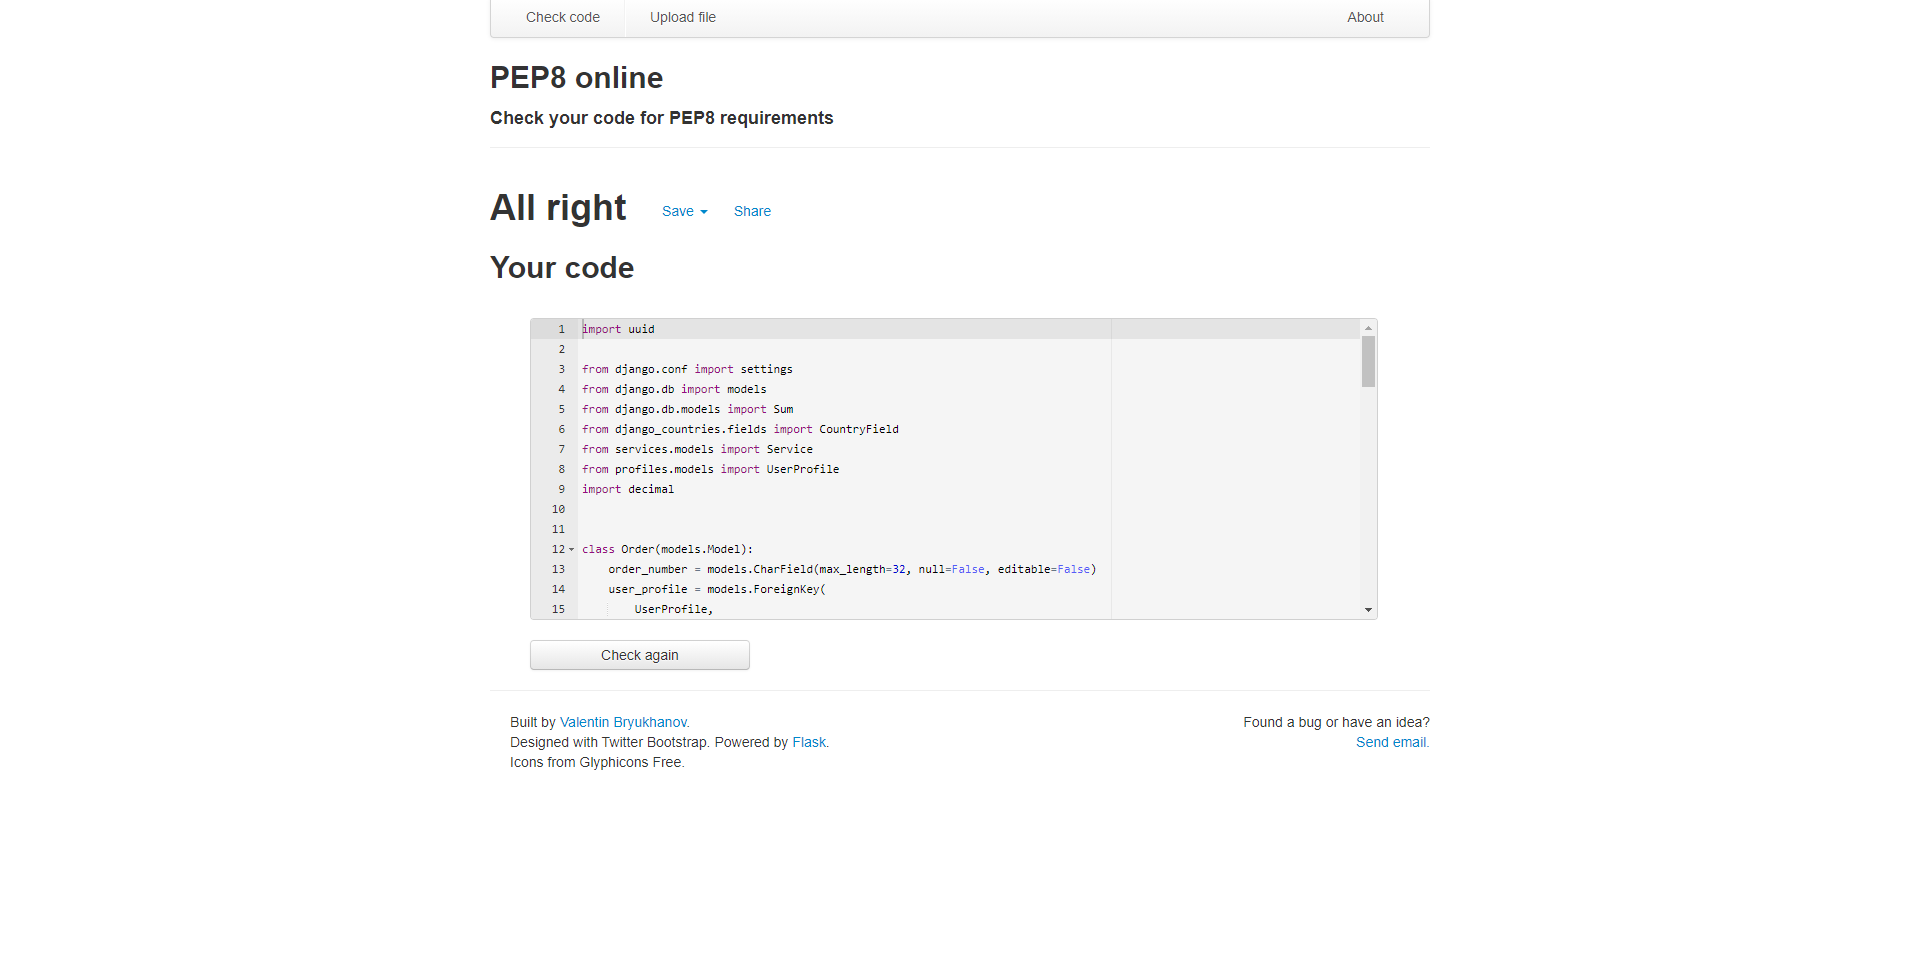 Check code
Upload file
About
PEP8 online
Check your code for PEP8 requirements
All right
Save
Share
Your code
1 import uuid
2
3 from django.conf import settings
4 from django.db import models
5 from django.db.models import Sum
6 from django_countries.fields import CountryField
7 from services.models import Service
8 from profiles.models import UserProfile
9 import decimal
10
11
12 class Order(models.Model):
13     order_number = models.CharField(max_length=32, null=False, editable=False)
14     user_profile = models.ForeignKey(
15         UserProfile,
Check again
Built by Valentin Bryukhanov.
Designed with Twitter Bootstrap. Powered by Flask.
Icons from Glyphicons Free.
Found a bug or have an idea?
Send email.